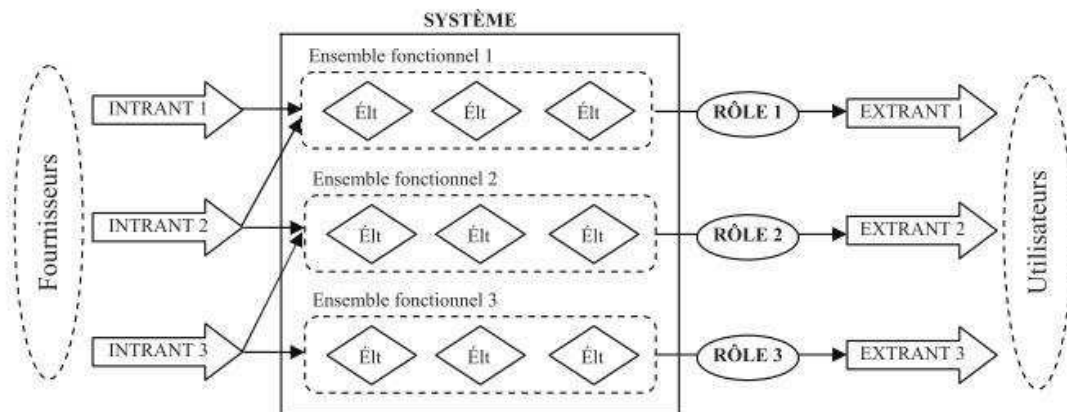 SYSTÈME
Ensemble fonctionnel 1
Fournisseurs
INTRANT 1
Élt
Élt
Élt
RÔLE 1
EXTRANT 1
Utilisateurs
Ensemble fonctionnel 2
INTRANT 2
Élt
Élt
Élt
RÔLE 2
EXTRANT 2
Ensemble fonctionnel 3
INTRANT 3
Élt
Élt
Élt
RÔLE 3
EXTRANT 3